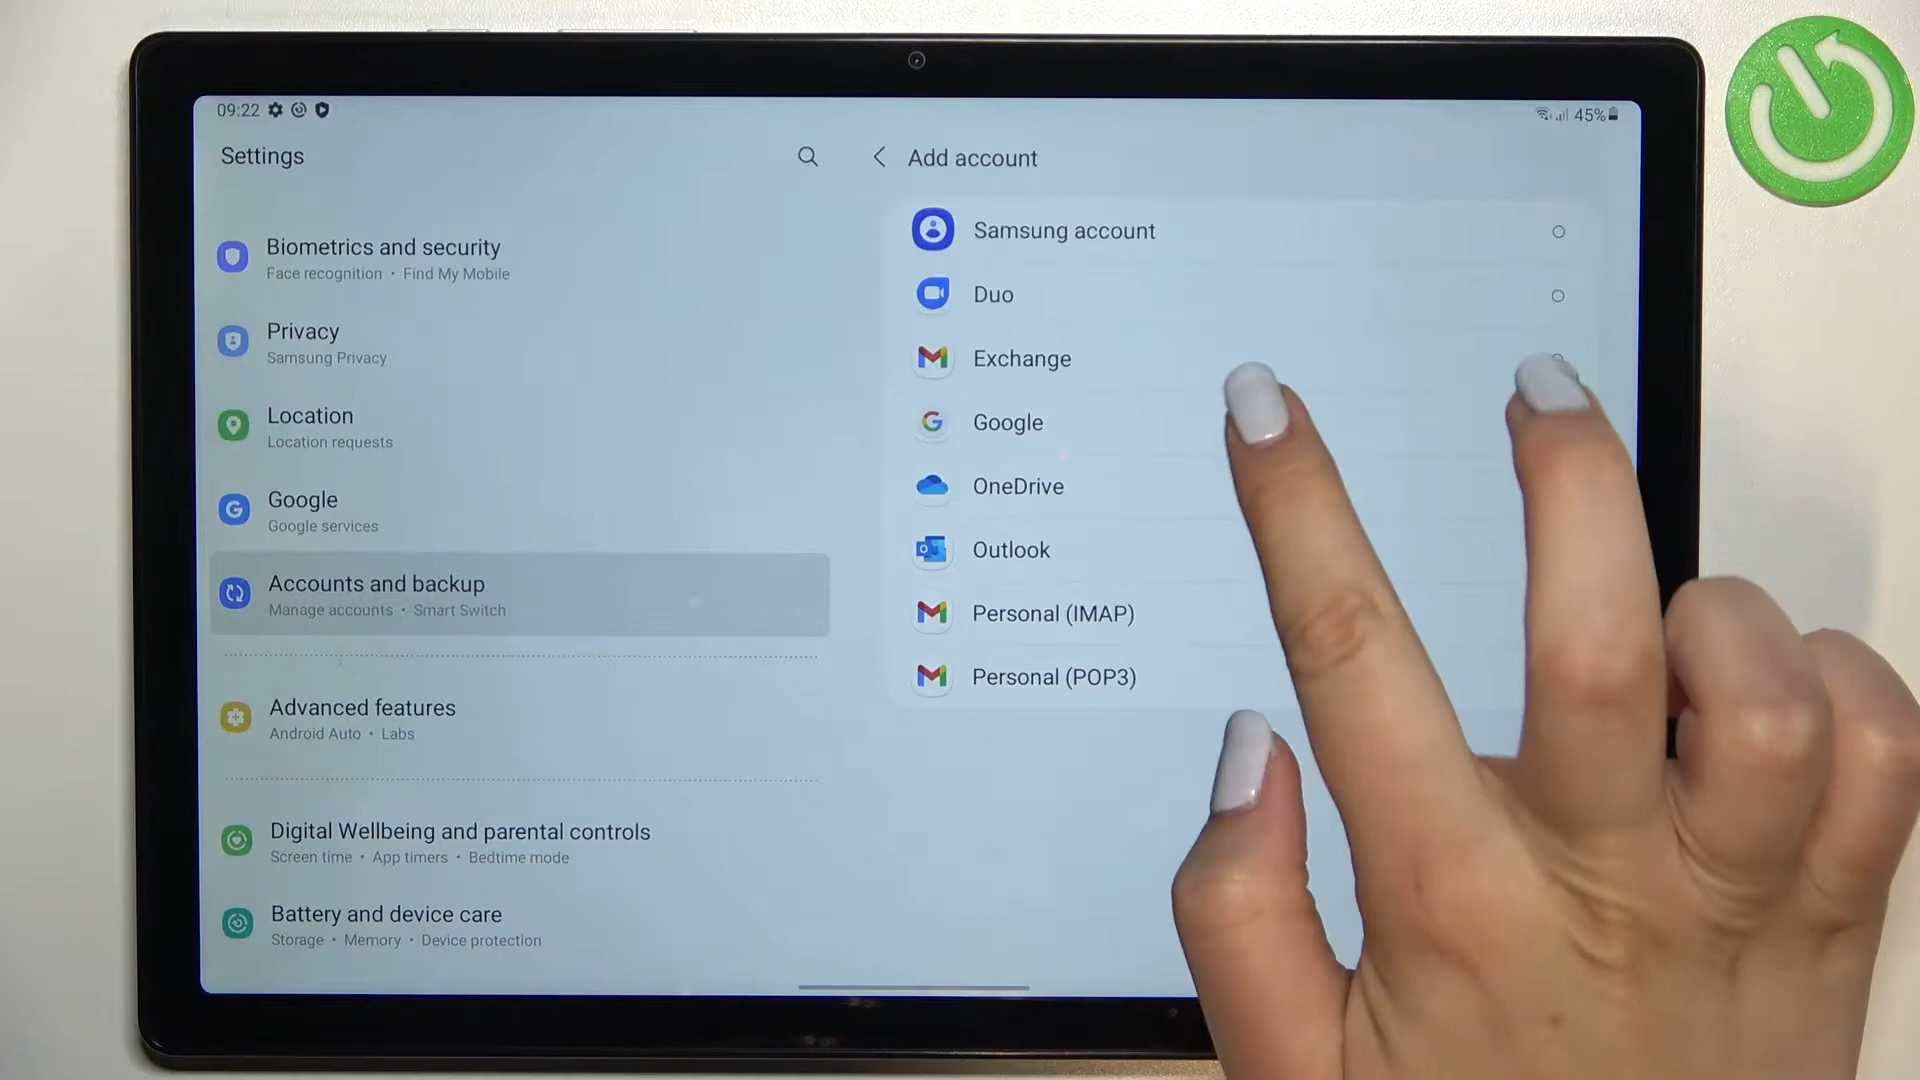 09:22
45%
Settings
Add account
Biometrics and security
Face recognition • Find My Mobile
Privacy
Samsung Privacy
Location
Location requests
Google
Google services
Accounts and backup
Manage accounts • Smart Switch
Advanced features
Android Auto • Labs
Digital Wellbeing and parental controls
Screen time • App timers • Bedtime mode
Battery and device care
Storage • Memory • Device protection
Samsung account
Duo
Exchange
Google
OneDrive
Outlook
Personal (IMAP)
Personal (POP3)